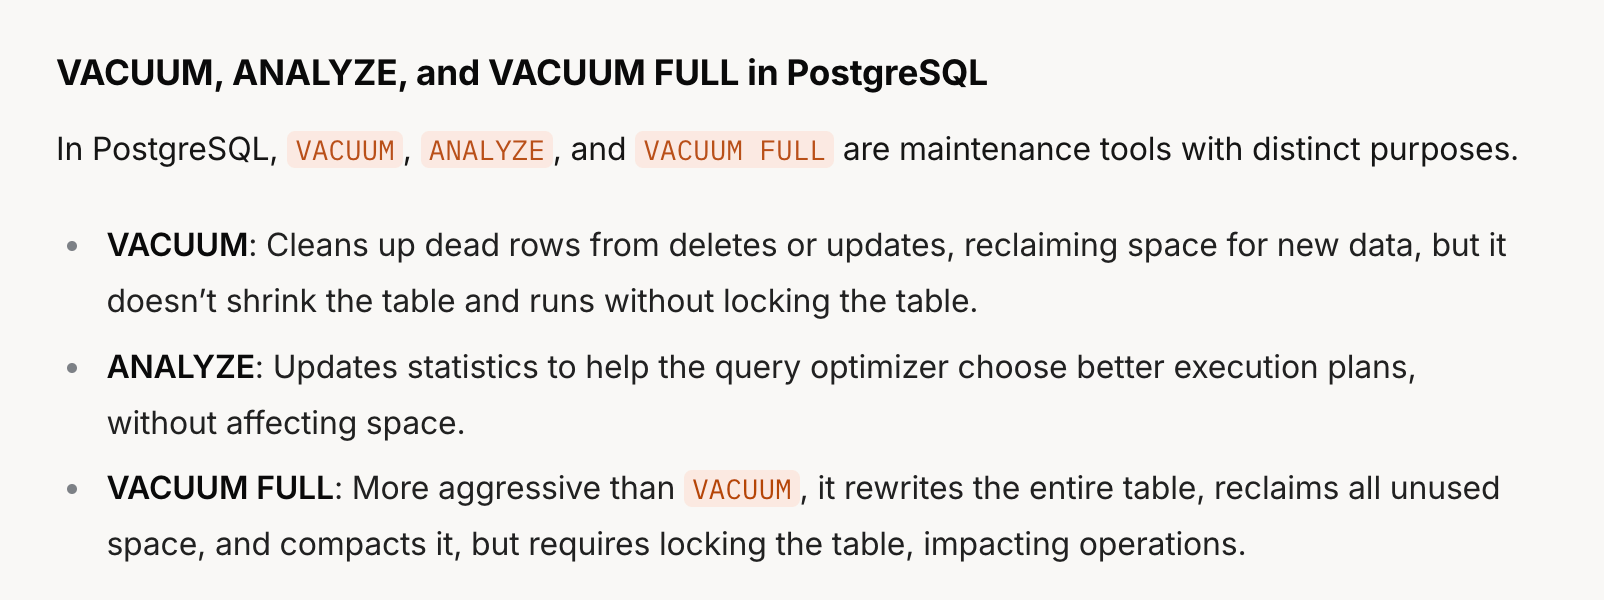 VACUUM, ANALYZE, and VACUUM FULL in PostgreSQL
In PostgreSQL, VACUUM, ANALYZE, and VACUUM FULL are maintenance tools with distinct purposes.
• VACUUM: Cleans up dead rows from deletes or updates, reclaiming space for new data, but it
doesn’t shrink the table and runs without locking the table.
• ANALYZE: Updates statistics to help the query optimizer choose better execution plans,
without affecting space.
• VACUUM FULL: More aggressive than VACUUM, it rewrites the entire table, reclaims all unused
space, and compacts it, but requires locking the table, impacting operations.